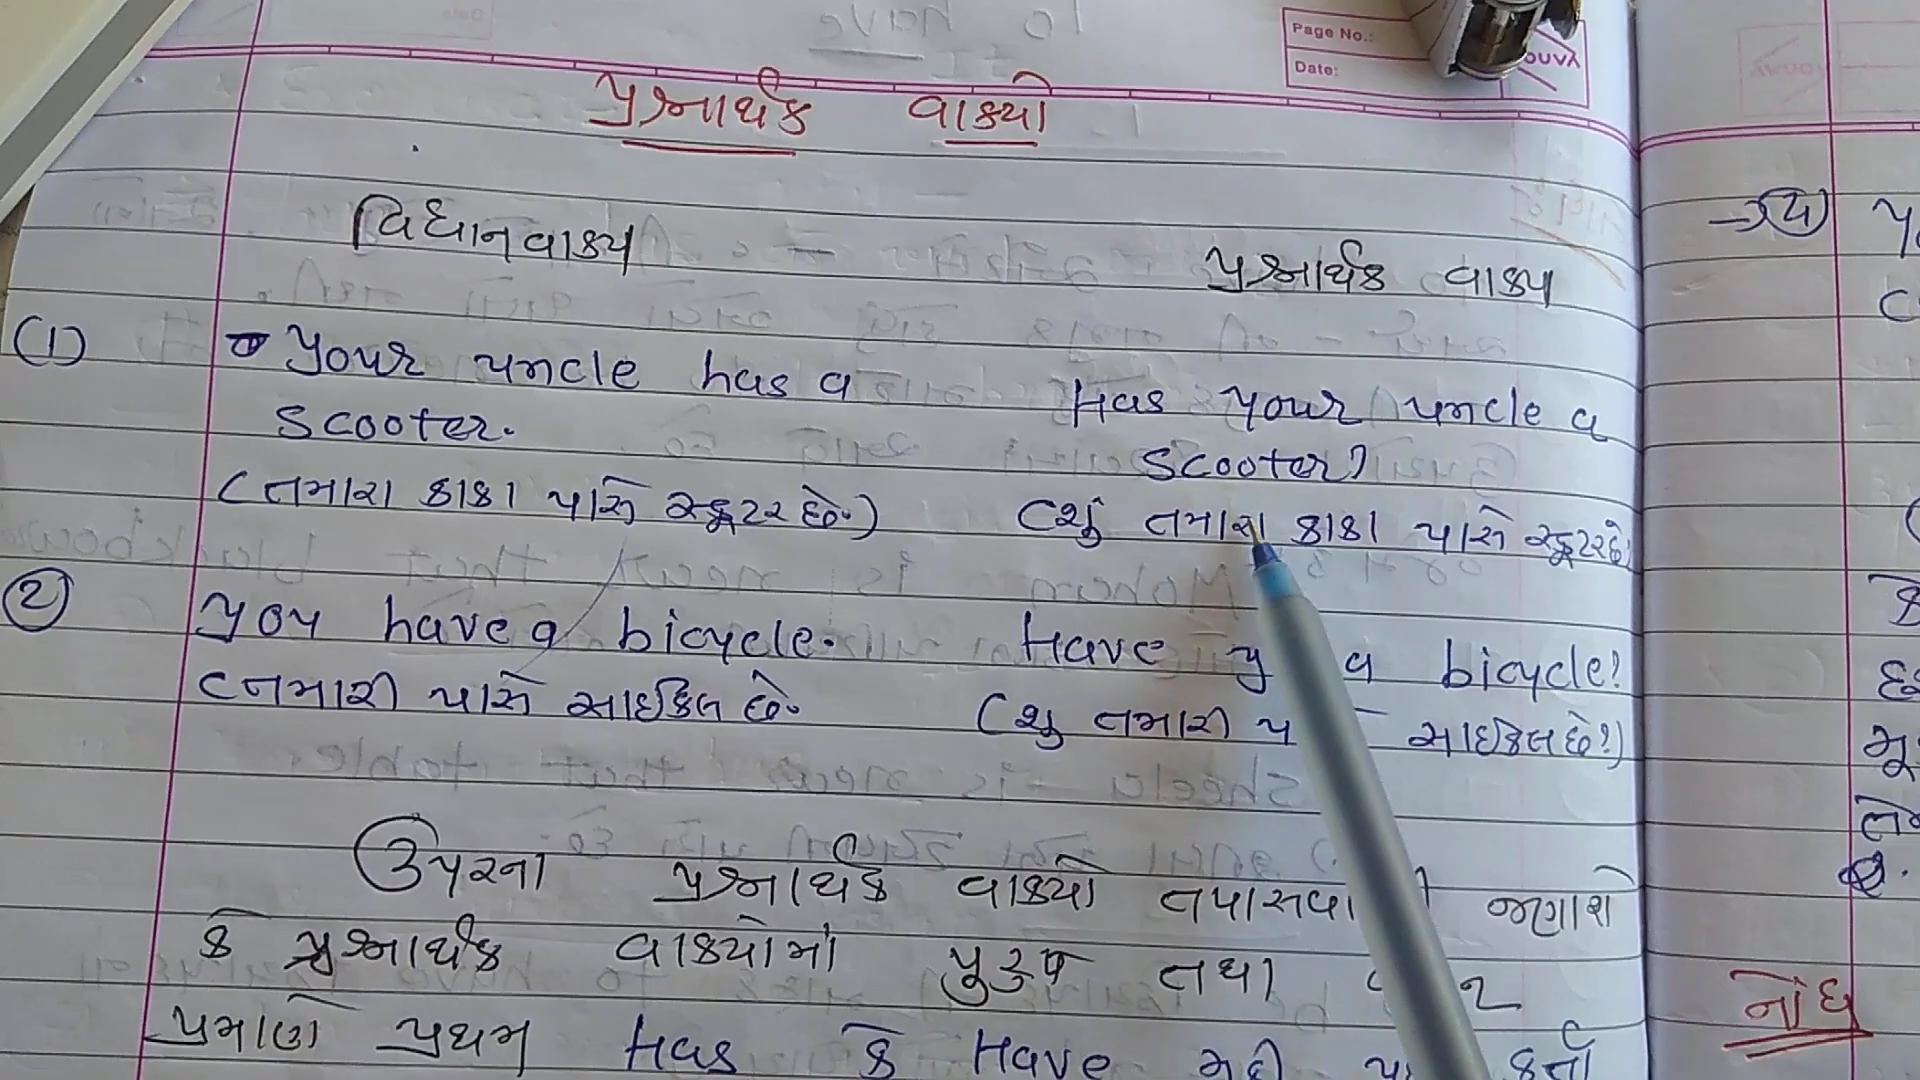 Page No.:
Date:
પ્રશ્નાર્થક વાક્યો
વિધાનવાક્ય પ્રશ્નાર્થક વાક્ય
(1) Your uncle has a Has your uncle a
Scooter. Scooter?
(તમારા કાકા પાસે સ્કૂટર છે.) (શું તમારા કાકા પાસે સ્કૂટર છે?
(2) you have a bicycle. Have a bicycle?
(તમારી પાસે સાઇકલ છે. (શુ તમારી સાઇકલ છે?)
ઉપરના પ્રશ્નાર્થક વાક્યો જણાશે
કે પ્રશ્નાર્થક વાક્યોમાં પુરુષ તથા
પ્રમાણે પ્રથમ Has કે Have મૂકી કર્તા
નોંધ